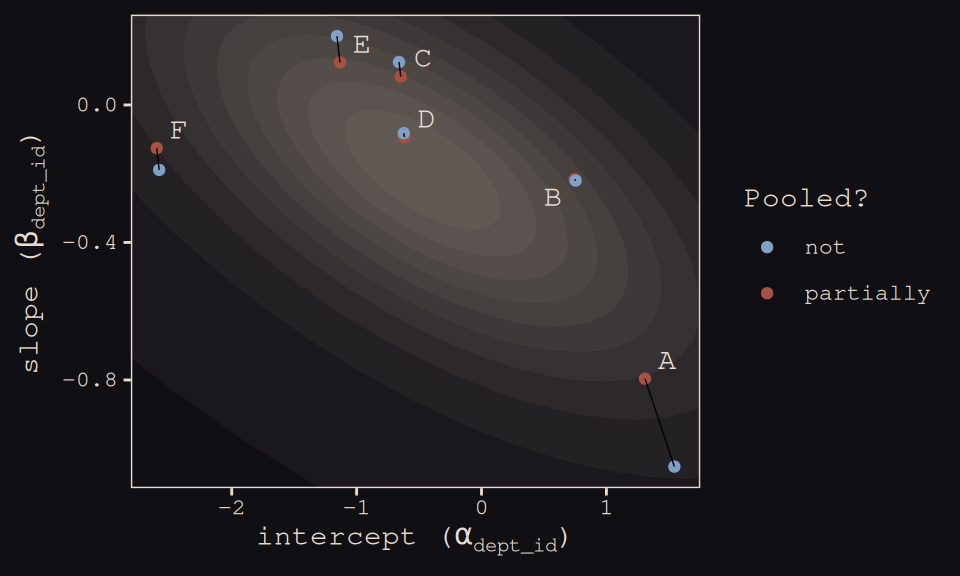 E
C
D
F
B
A
0.0
−0.4
−0.8
−2
−1
0
1
slope (βdept_id)
intercept (αdept_id)
Pooled?
not
partially